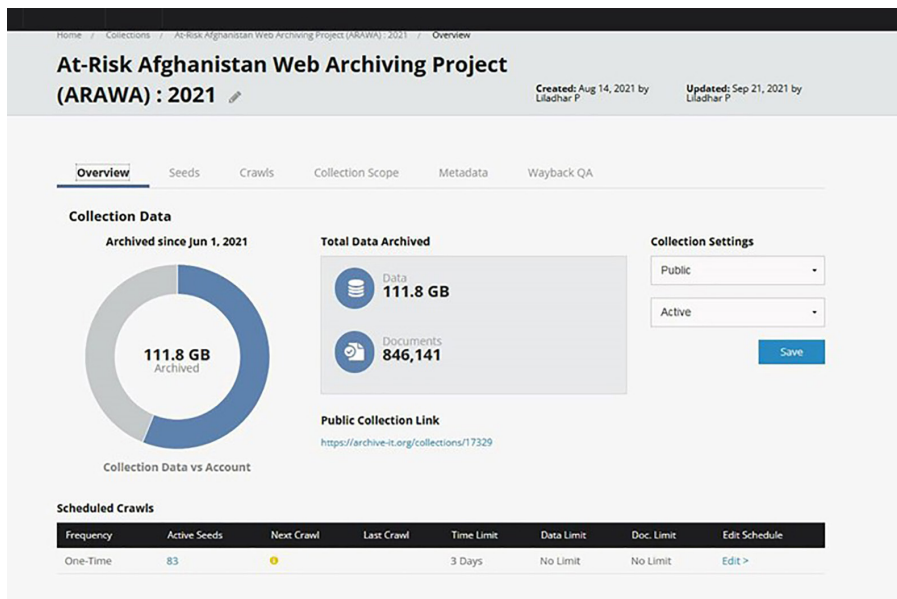 Home / Collections / At-Risk Afghanistan Web Archiving Project (ARAWA) : 2021 / Overview
At-Risk Afghanistan Web Archiving Project
(ARAWA) : 2021
Created: Aug 14, 2021 by
Liladhar P
Updated: Sep 21, 2021 by
Liladhar P
Overview Seeds Crawls Collection Scope Metadata Wayback QA
Collection Data
Archived since Jun 1, 2021
111.8 GB
Archived
Collection Data vs Account
Total Data Archived
Data
111.8 GB
Documents
846,141
Public Collection Link
https://archive-it.org/collections/17329
Collection Settings
Public
Active
Save
Scheduled Crawls
Frequency Active Seeds Next Crawl Last Crawl Time Limit Data Limit Doc. Limit Edit Schedule
One-Time 83 3 Days No Limit No Limit Edit >